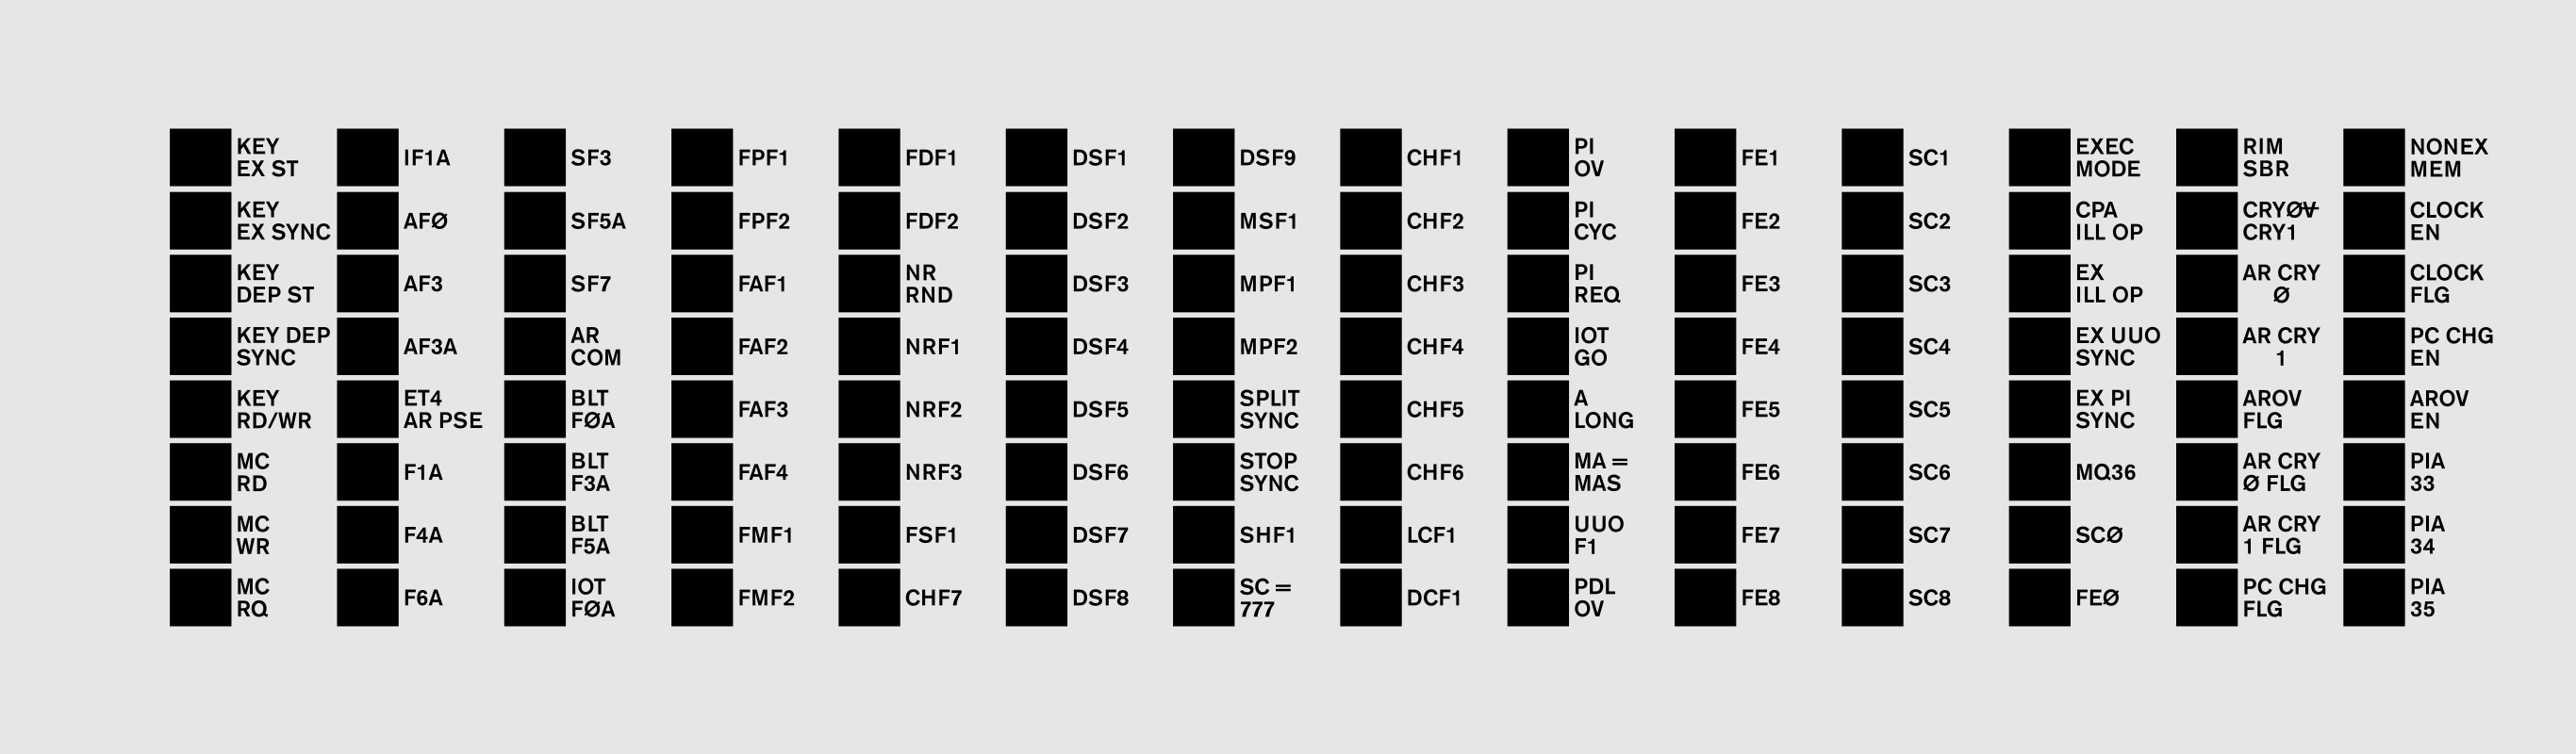 KEY
EX ST
KEY
EX SYNC
KEY
DEP ST
KEY DEP
SYNC
KEY
RD/WR
MC
RD
MC
WR
MC
RQ
IF1A
AFØ
AF3
AF3A
ET4
AR PSE
F1A
F4A
F6A
SF3
SF5A
SF7
AR
COM
BLT
FØA
BLT
F3A
BLT
F5A
IOT
FØA
FPF1
FPF2
FAF1
FAF2
FAF3
FAF4
FMF1
FMF2
FDF1
FDF2
NR
RND
NRF1
NRF2
NRF3
FSF1
CHF7
DSF1
DSF2
DSF3
DSF4
DSF5
DSF6
DSF7
DSF8
DSF9
MSF1
MPF1
MPF2
SPLIT
SYNC
STOP
SYNC
SHF1
SC =
777
CHF1
CHF2
CHF3
CHF4
CHF5
CHF6
LCF1
DCF1
PI
OV
PI
CYC
PI
REQ
IOT
GO
A
LONG
MA =
MAS
UUO
F1
PDL
OV
FE1
FE2
FE3
FE4
FE5
FE6
FE7
FE8
SC1
SC2
SC3
SC4
SC5
SC6
SC7
SC8
EXEC
MODE
CPA
ILL OP
EX
ILL OP
EX UUO
SYNC
EX PI
SYNC
MQ36
SCØ
FEØ
RIM
SBR
CRYØ⩝
CRY1
AR CRY
Ø
AR CRY
1
AROV
FLG
AR CRY
Ø FLG
AR CRY
1 FLG
PC CHG
FLG
NONEX
MEM
CLOCK
EN
CLOCK
FLG
PC CHG
EN
AROV
EN
PIA
33
PIA
34
PIA
35